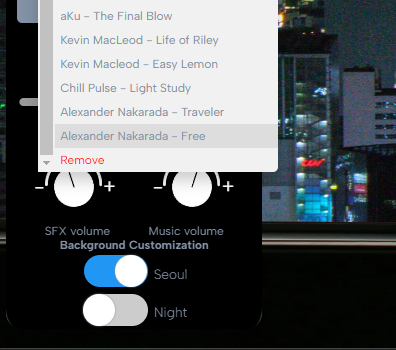 aKu - The Final Blow
Kevin MacLeod - Life of Riley
Kevin Macleod - Easy Lemon
Chill Pulse - Light Study
Alexander Nakarada - Traveler
Alexander Nakarada - Free
Remove
- + - +
SFX volume Music volume
Background Customization
Seoul
Night